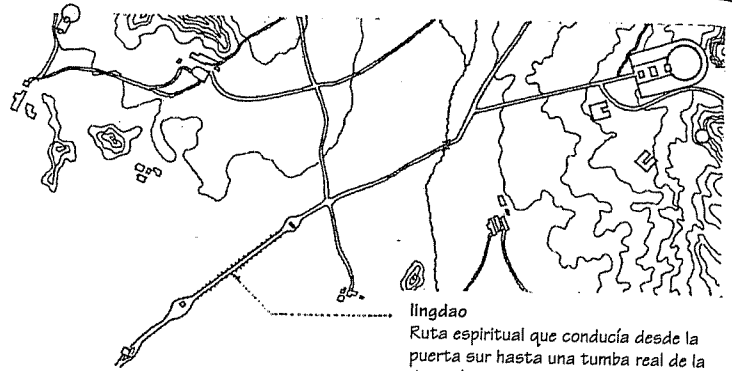 lingdao
Ruta espiritual que conducía desde la
puerta sur hasta una tumba real de la